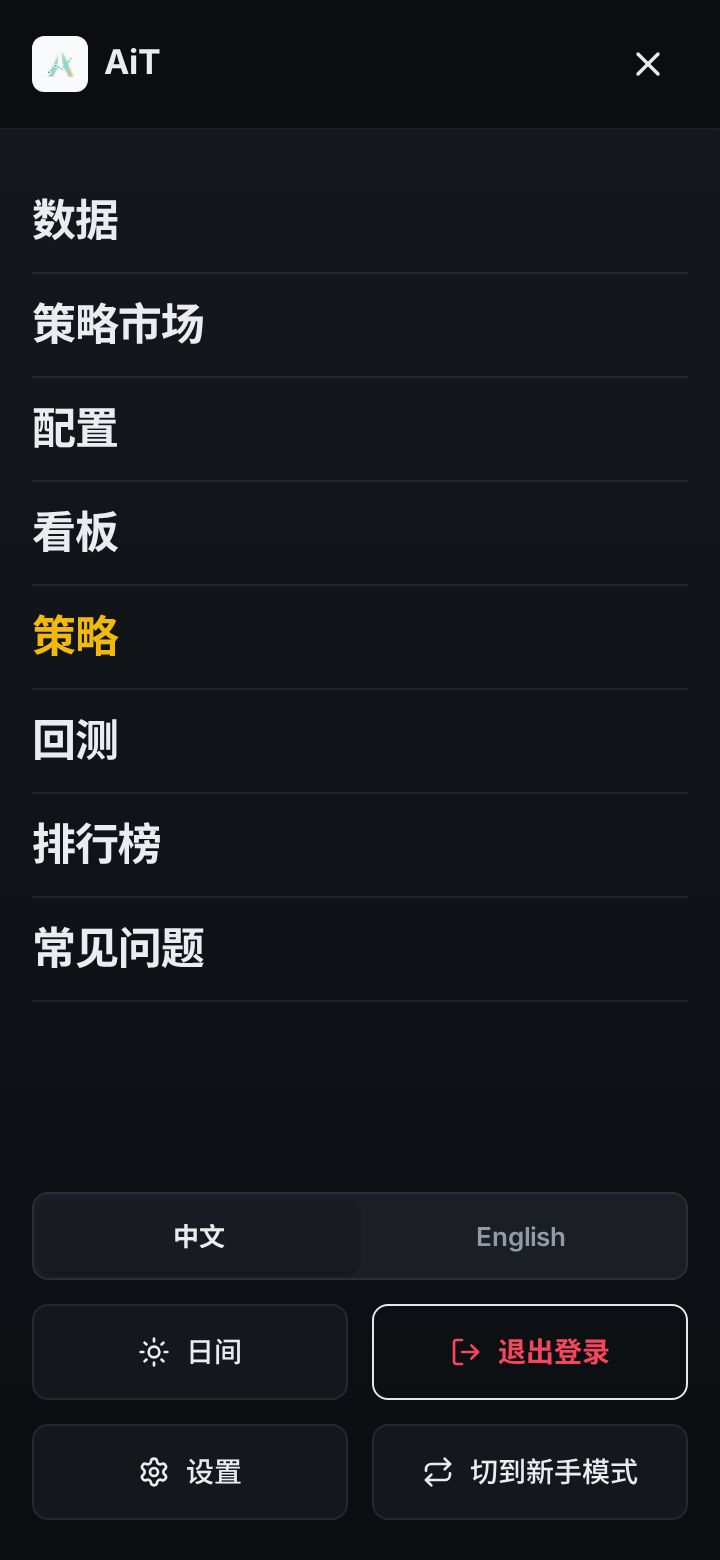 AiT
数据
策略市场
配置
看板
策略
回测
排行榜
常见问题
中文 English
日间 退出登录
设置 切到新手模式